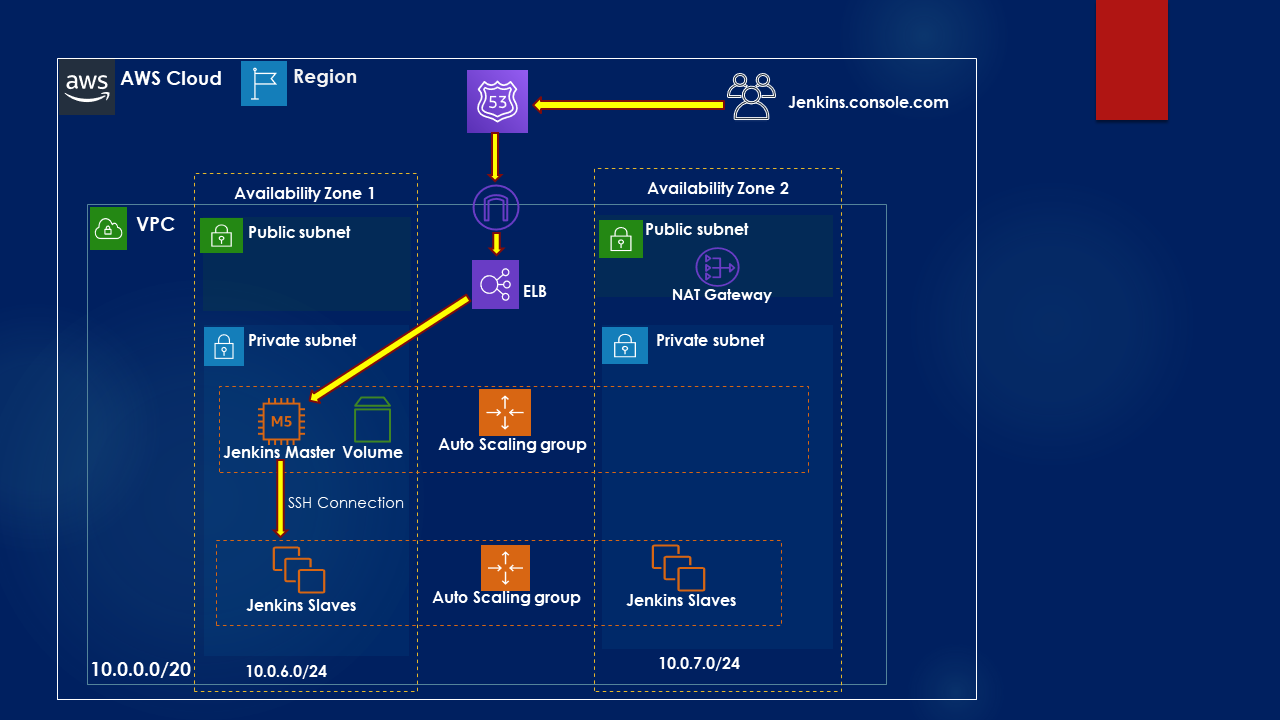 aws
AWS Cloud
Region
53
Jenkins.console.com
Availability Zone 1
Availability Zone 2
VPC
Public subnet
Public subnet
NAT Gateway
ELB
Private subnet
Private subnet
M5
Jenkins Master
Volume
Auto Scaling group
SSH Connection
Jenkins Slaves
Auto Scaling group
Jenkins Slaves
10.0.0.0/20
10.0.6.0/24
10.0.7.0/24